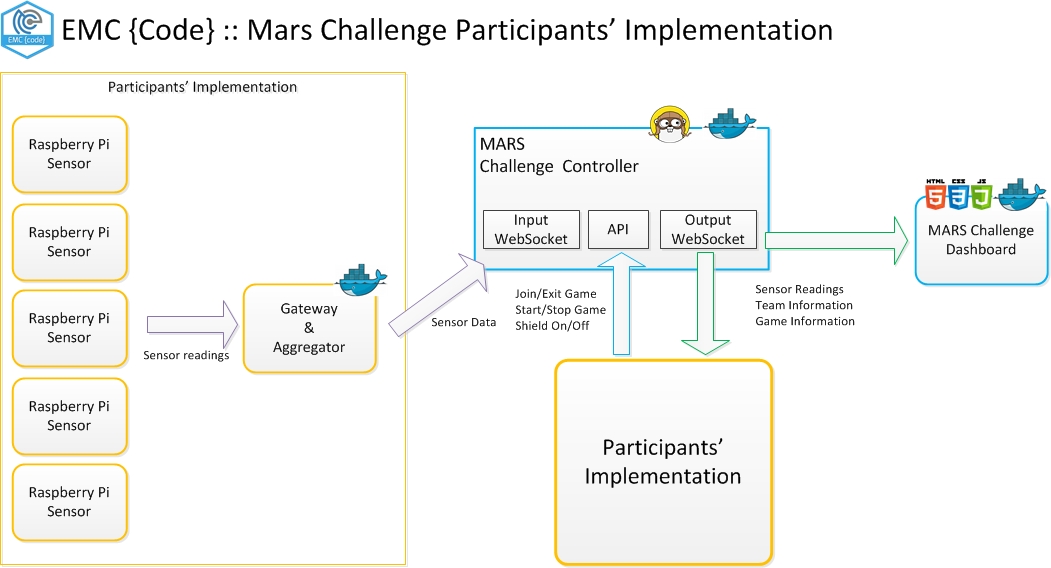 EMC {code}
EMC {Code} :: Mars Challenge Participants’ Implementation
Participants’ Implementation
Raspberry Pi
Sensor
Raspberry Pi
Sensor
Raspberry Pi
Sensor
Raspberry Pi
Sensor
Raspberry Pi
Sensor
Sensor readings
Gateway
&
Aggregator
Sensor Data
MARS
Challenge Controller
Input
WebSocket
API
Output
WebSocket
Join/Exit Game
Start/Stop Game
Shield On/Off
Sensor Readings
Team Information
Game Information
Participants’
Implementation
HTML
5
CSS
3
JS
MARS Challenge
Dashboard